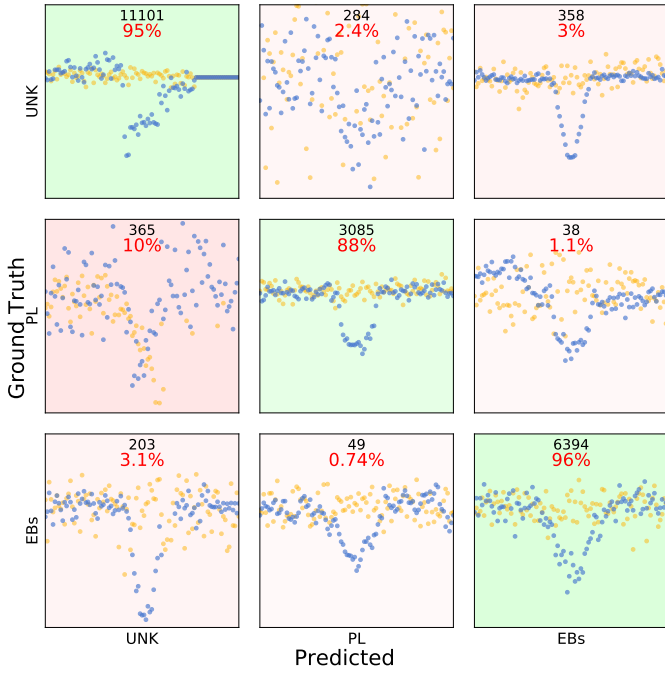 11101
95%
284
2.4%
358
3%
UNK
365
10%
3085
88%
38
1.1%
PL
Ground Truth
203
3.1%
49
0.74%
6394
96%
EBs
UNK
PL
EBs
Predicted